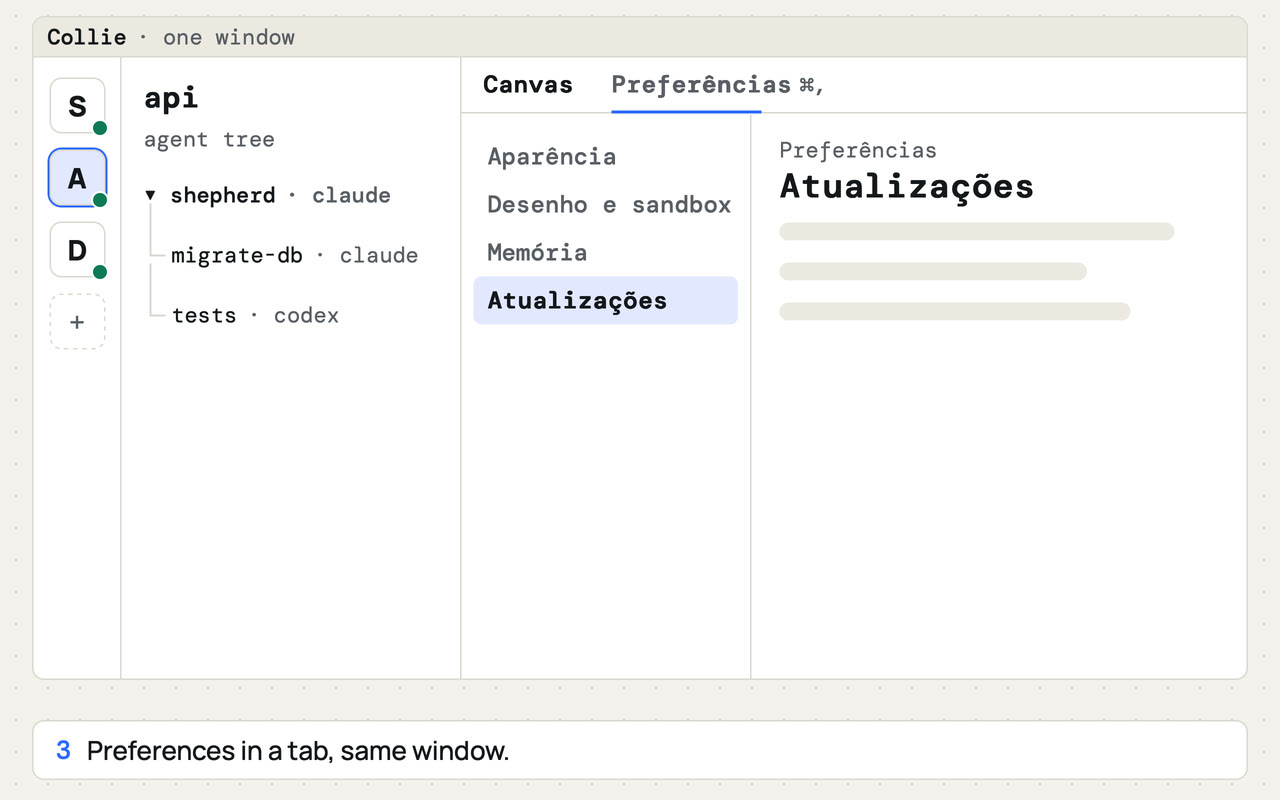 Collie · one window
S
A
D
+
api
agent tree
▼ shepherd · claude
migrate-db · claude
tests · codex
Canvas Preferências ⌘,
Aparência
Desenho e sandbox
Memória
Atualizações
Preferências
Atualizações
3 Preferences in a tab, same window.